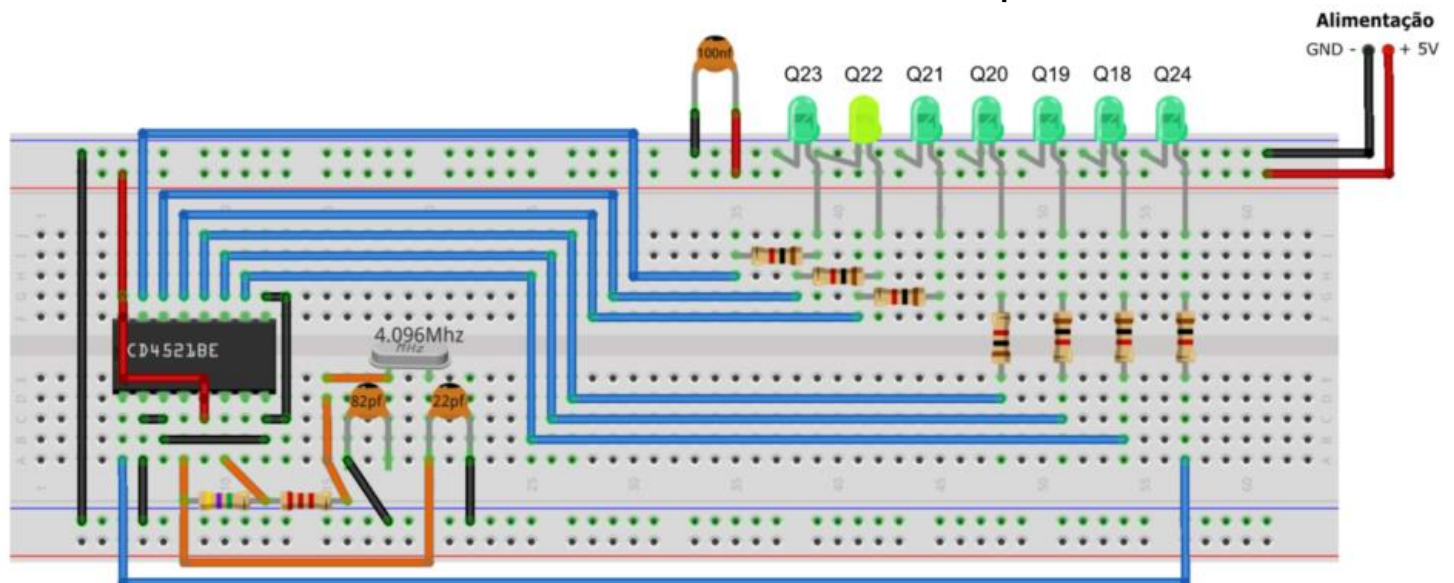 Alimentação
GND - + 5V
100nf
Q23 Q22 Q21 Q20 Q19 Q18 Q24
CD4521BE
4.096Mhz
MHz
82pf 22pf